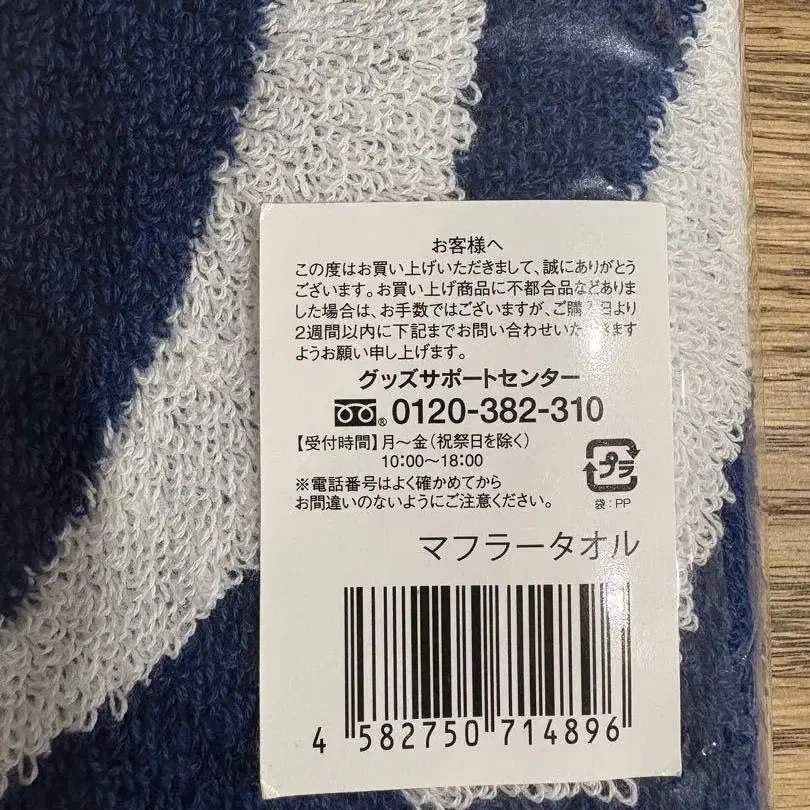 お客様へ
この度はお買い上げいただきまして、誠にありがとう
ございます。お買い上げ商品に不都合品などありま
した場合は、お手数ではございますが、ご購入日より
2週間以内に下記までお問い合わせいただきます
ようお願い申し上げます。
グッズサポートセンター
0120-382-310
【受付時間】月〜金(祝祭日を除く)
10:00〜18:00
※電話番号はよく確かめてから
お間違いのないようにご注意ください。
プラ
袋:PP
マフラータオル
4 582750 714896